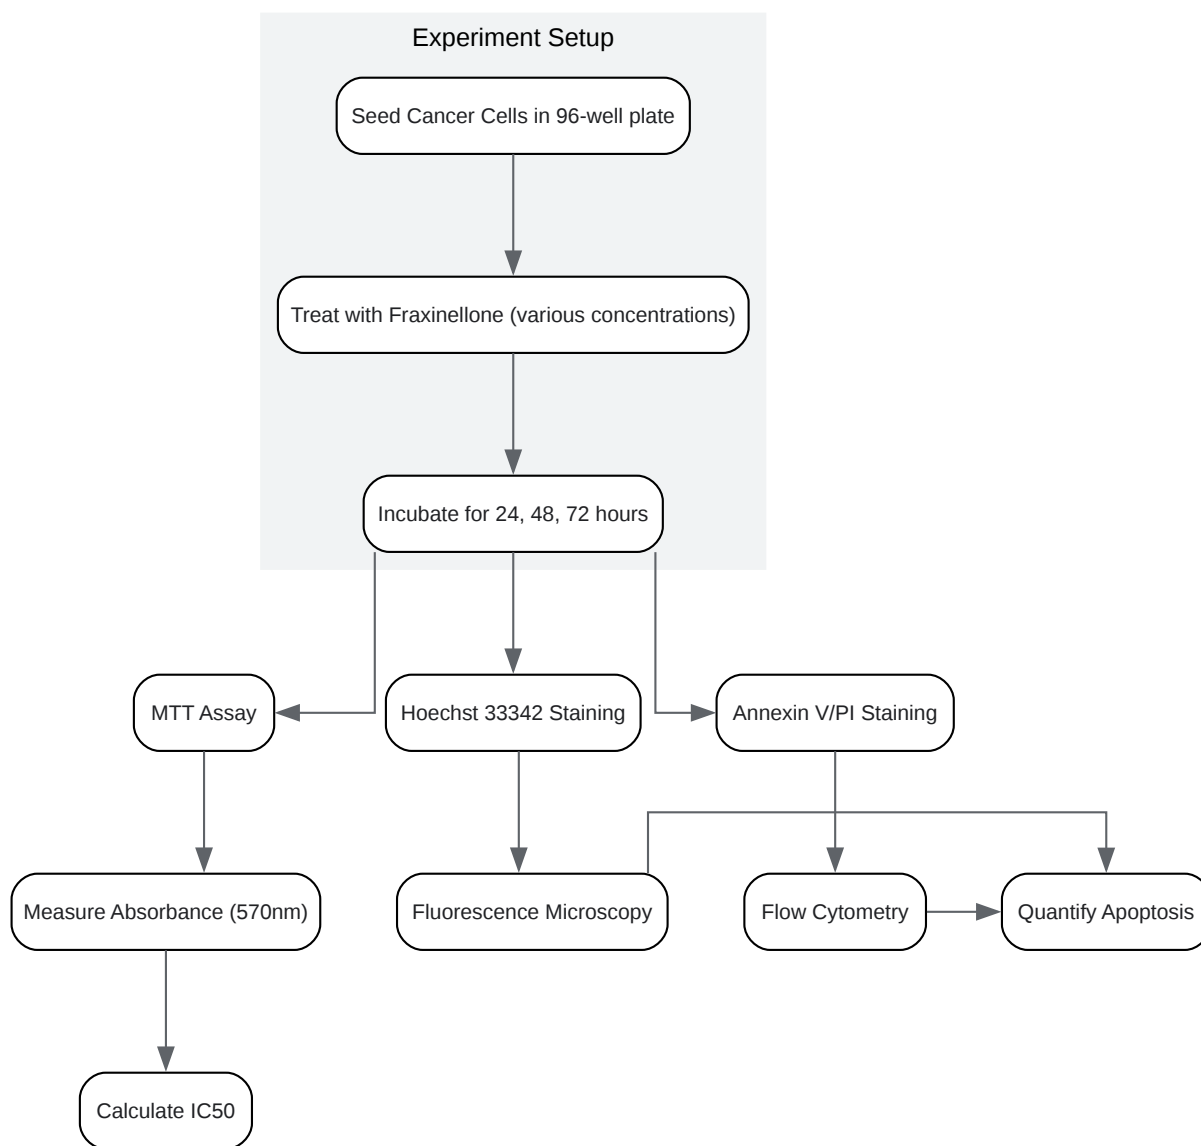 Experiment Setup
Seed Cancer Cells in 96-well plate
Treat with Fraxinellone (various concentrations)
Incubate for 24, 48, 72 hours
MTT Assay
Hoechst 33342 Staining
Annexin V/PI Staining
Measure Absorbance (570nm)
Fluorescence Microscopy
Flow Cytometry
Quantify Apoptosis
Calculate IC50